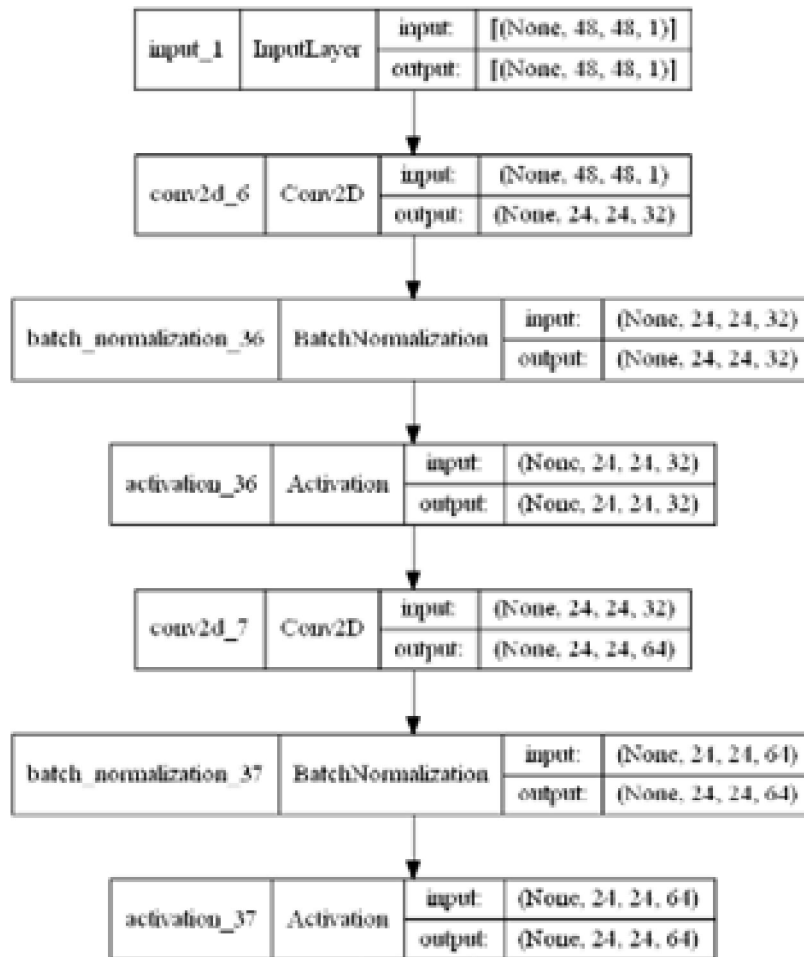 input_1 InputLayer input: [(None, 48, 48, 1)]
output: [(None, 48, 48, 1)]
conv2d_6 Conv2D input: (None, 48, 48, 1)
output: (None, 24, 24, 32)
batch_normalization_36 BatchNormalization input: (None, 24, 24, 32)
output: (None, 24, 24, 32)
activation_36 Activation input: (None, 24, 24, 32)
output: (None, 24, 24, 32)
conv2d_7 Conv2D input: (None, 24, 24, 32)
output: (None, 24, 24, 64)
batch_normalization_37 BatchNormalization input: (None, 24, 24, 64)
output: (None, 24, 24, 64)
activation_37 Activation input: (None, 24, 24, 64)
output: (None, 24, 24, 64)